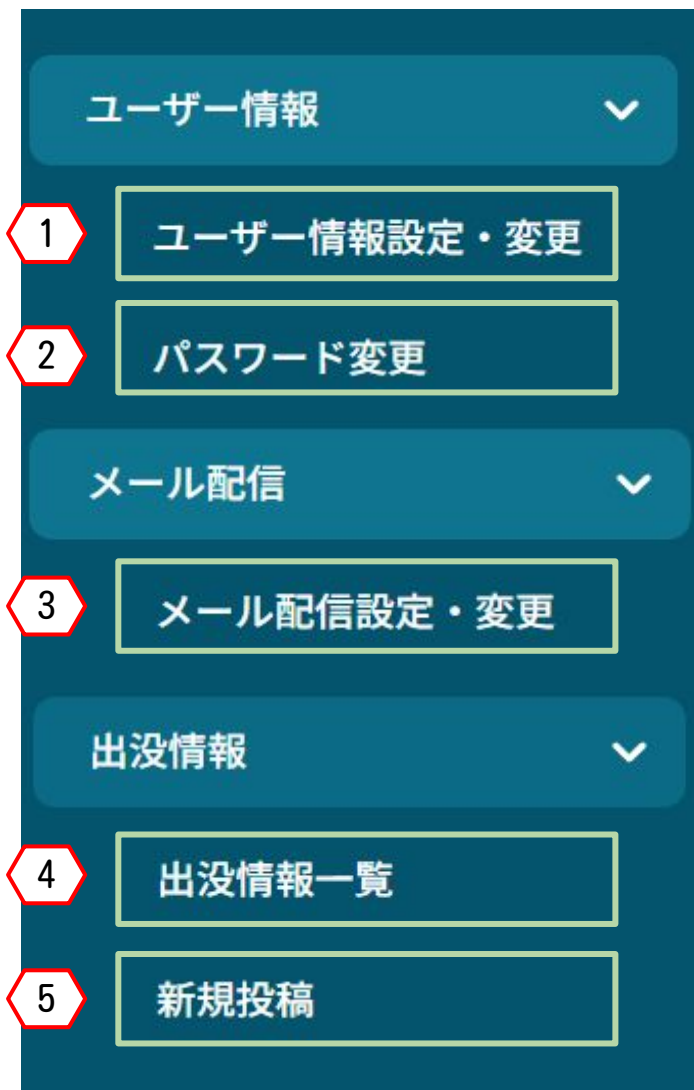 ユーザー情報
1
ユーザー情報設定・変更
2
パスワード変更
メール配信
3
メール配信設定・変更
出没情報
4
出没情報一覧
5
新規投稿